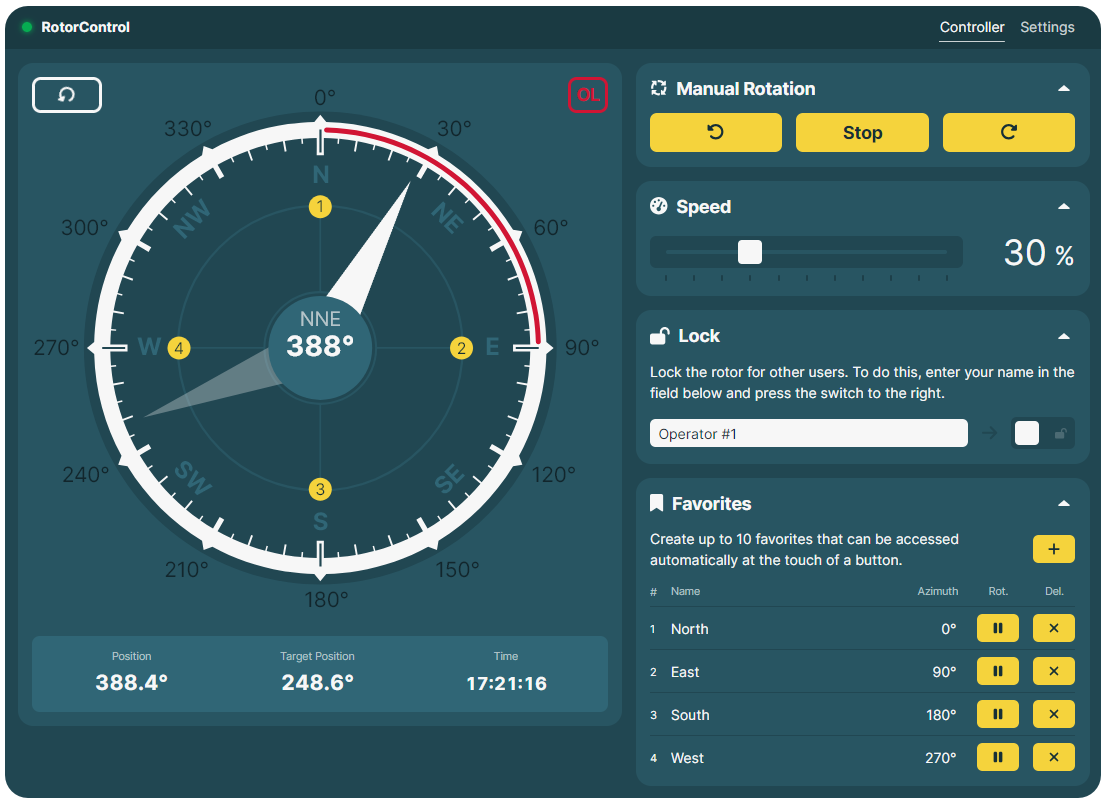 RotorControl
Controller
Settings
OL
0°
30°
60°
90°
120°
150°
180°
210°
240°
270°
300°
330°
N
NE
E
SE
S
SW
W
NW
1
2
3
4
NNE
388°
Position
Target Position
Time
388.4°
248.6°
17:21:16
Manual Rotation
Stop
Speed
30 %
Lock
Lock the rotor for other users. To do this, enter your name in the
field below and press the switch to the right.
Operator #1
Favorites
Create up to 10 favorites that can be accessed
automatically at the touch of a button.
# Name Azimuth Rot. Del.
1 North 0°
2 East 90°
3 South 180°
4 West 270°